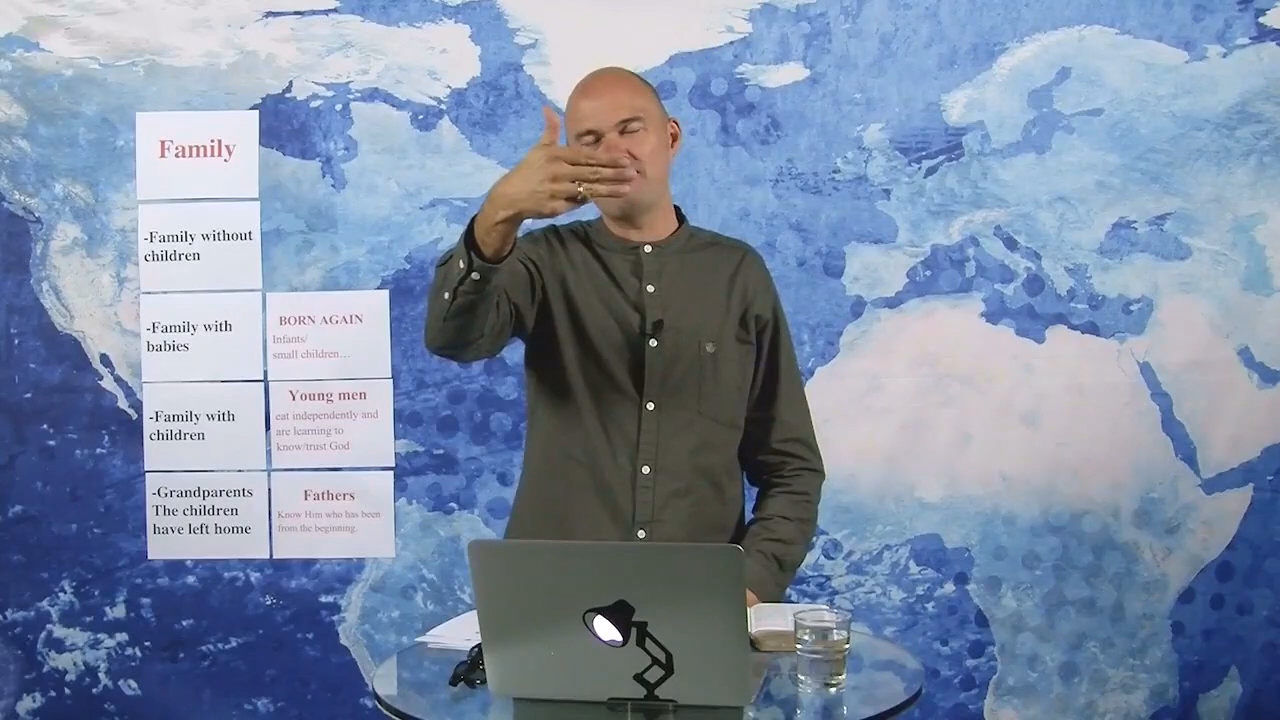 Family
-Family without
children
-Family with
babies
BORN AGAIN
Infants/
small children...
-Family with
children
Young men
eat independently and
are learning to
know/trust God
-Grandparents
The children
have left home
Fathers
Know Him who has been
from the beginning.